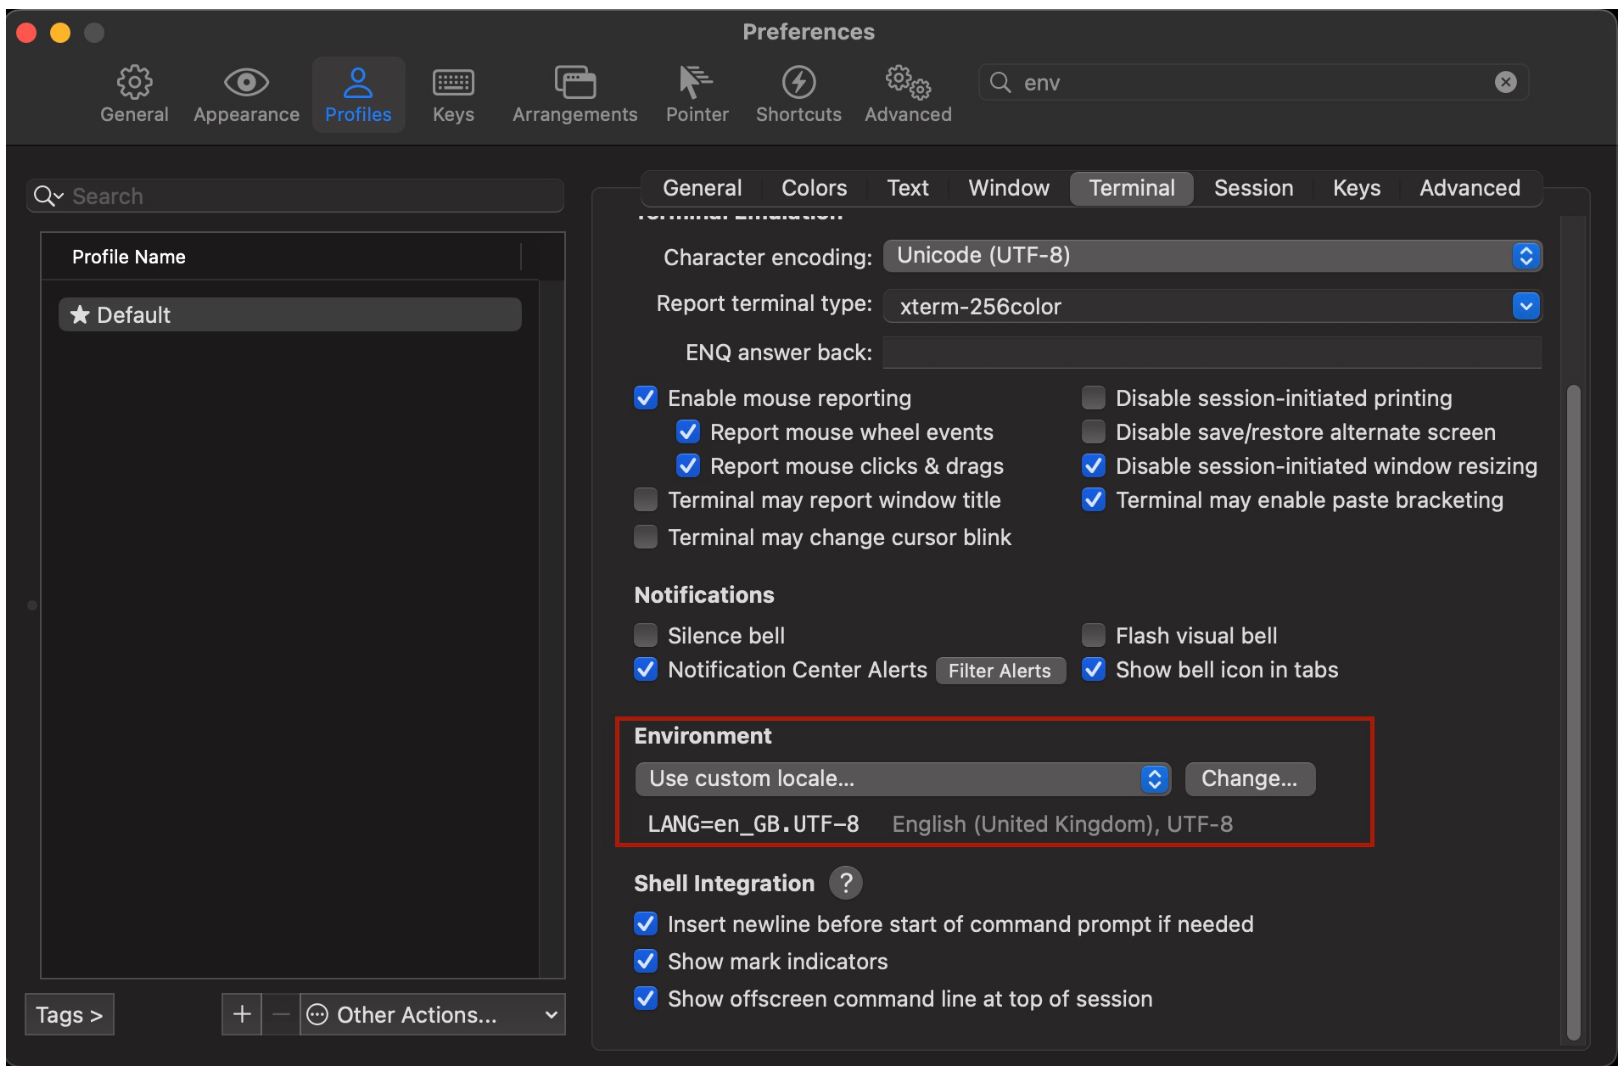 Preferences
General
Appearance
Profiles
Keys
Arrangements
Pointer
Shortcuts
Advanced
env
Search
Profile Name
Default
Tags >
Other Actions...
General
Colors
Text
Window
Terminal
Session
Keys
Advanced
Terminal Emulation
Character encoding: Unicode (UTF-8)
Report terminal type: xterm-256color
ENQ answer back:
Enable mouse reporting
Disable session-initiated printing
Report mouse wheel events
Disable save/restore alternate screen
Report mouse clicks & drags
Disable session-initiated window resizing
Terminal may report window title
Terminal may enable paste bracketing
Terminal may change cursor blink
Notifications
Silence bell
Flash visual bell
Notification Center Alerts
Filter Alerts
Show bell icon in tabs
Environment
Use custom locale...
Change...
LANG=en_GB.UTF-8 English (United Kingdom), UTF-8
Shell Integration ?
Insert newline before start of command prompt if needed
Show mark indicators
Show offscreen command line at top of session